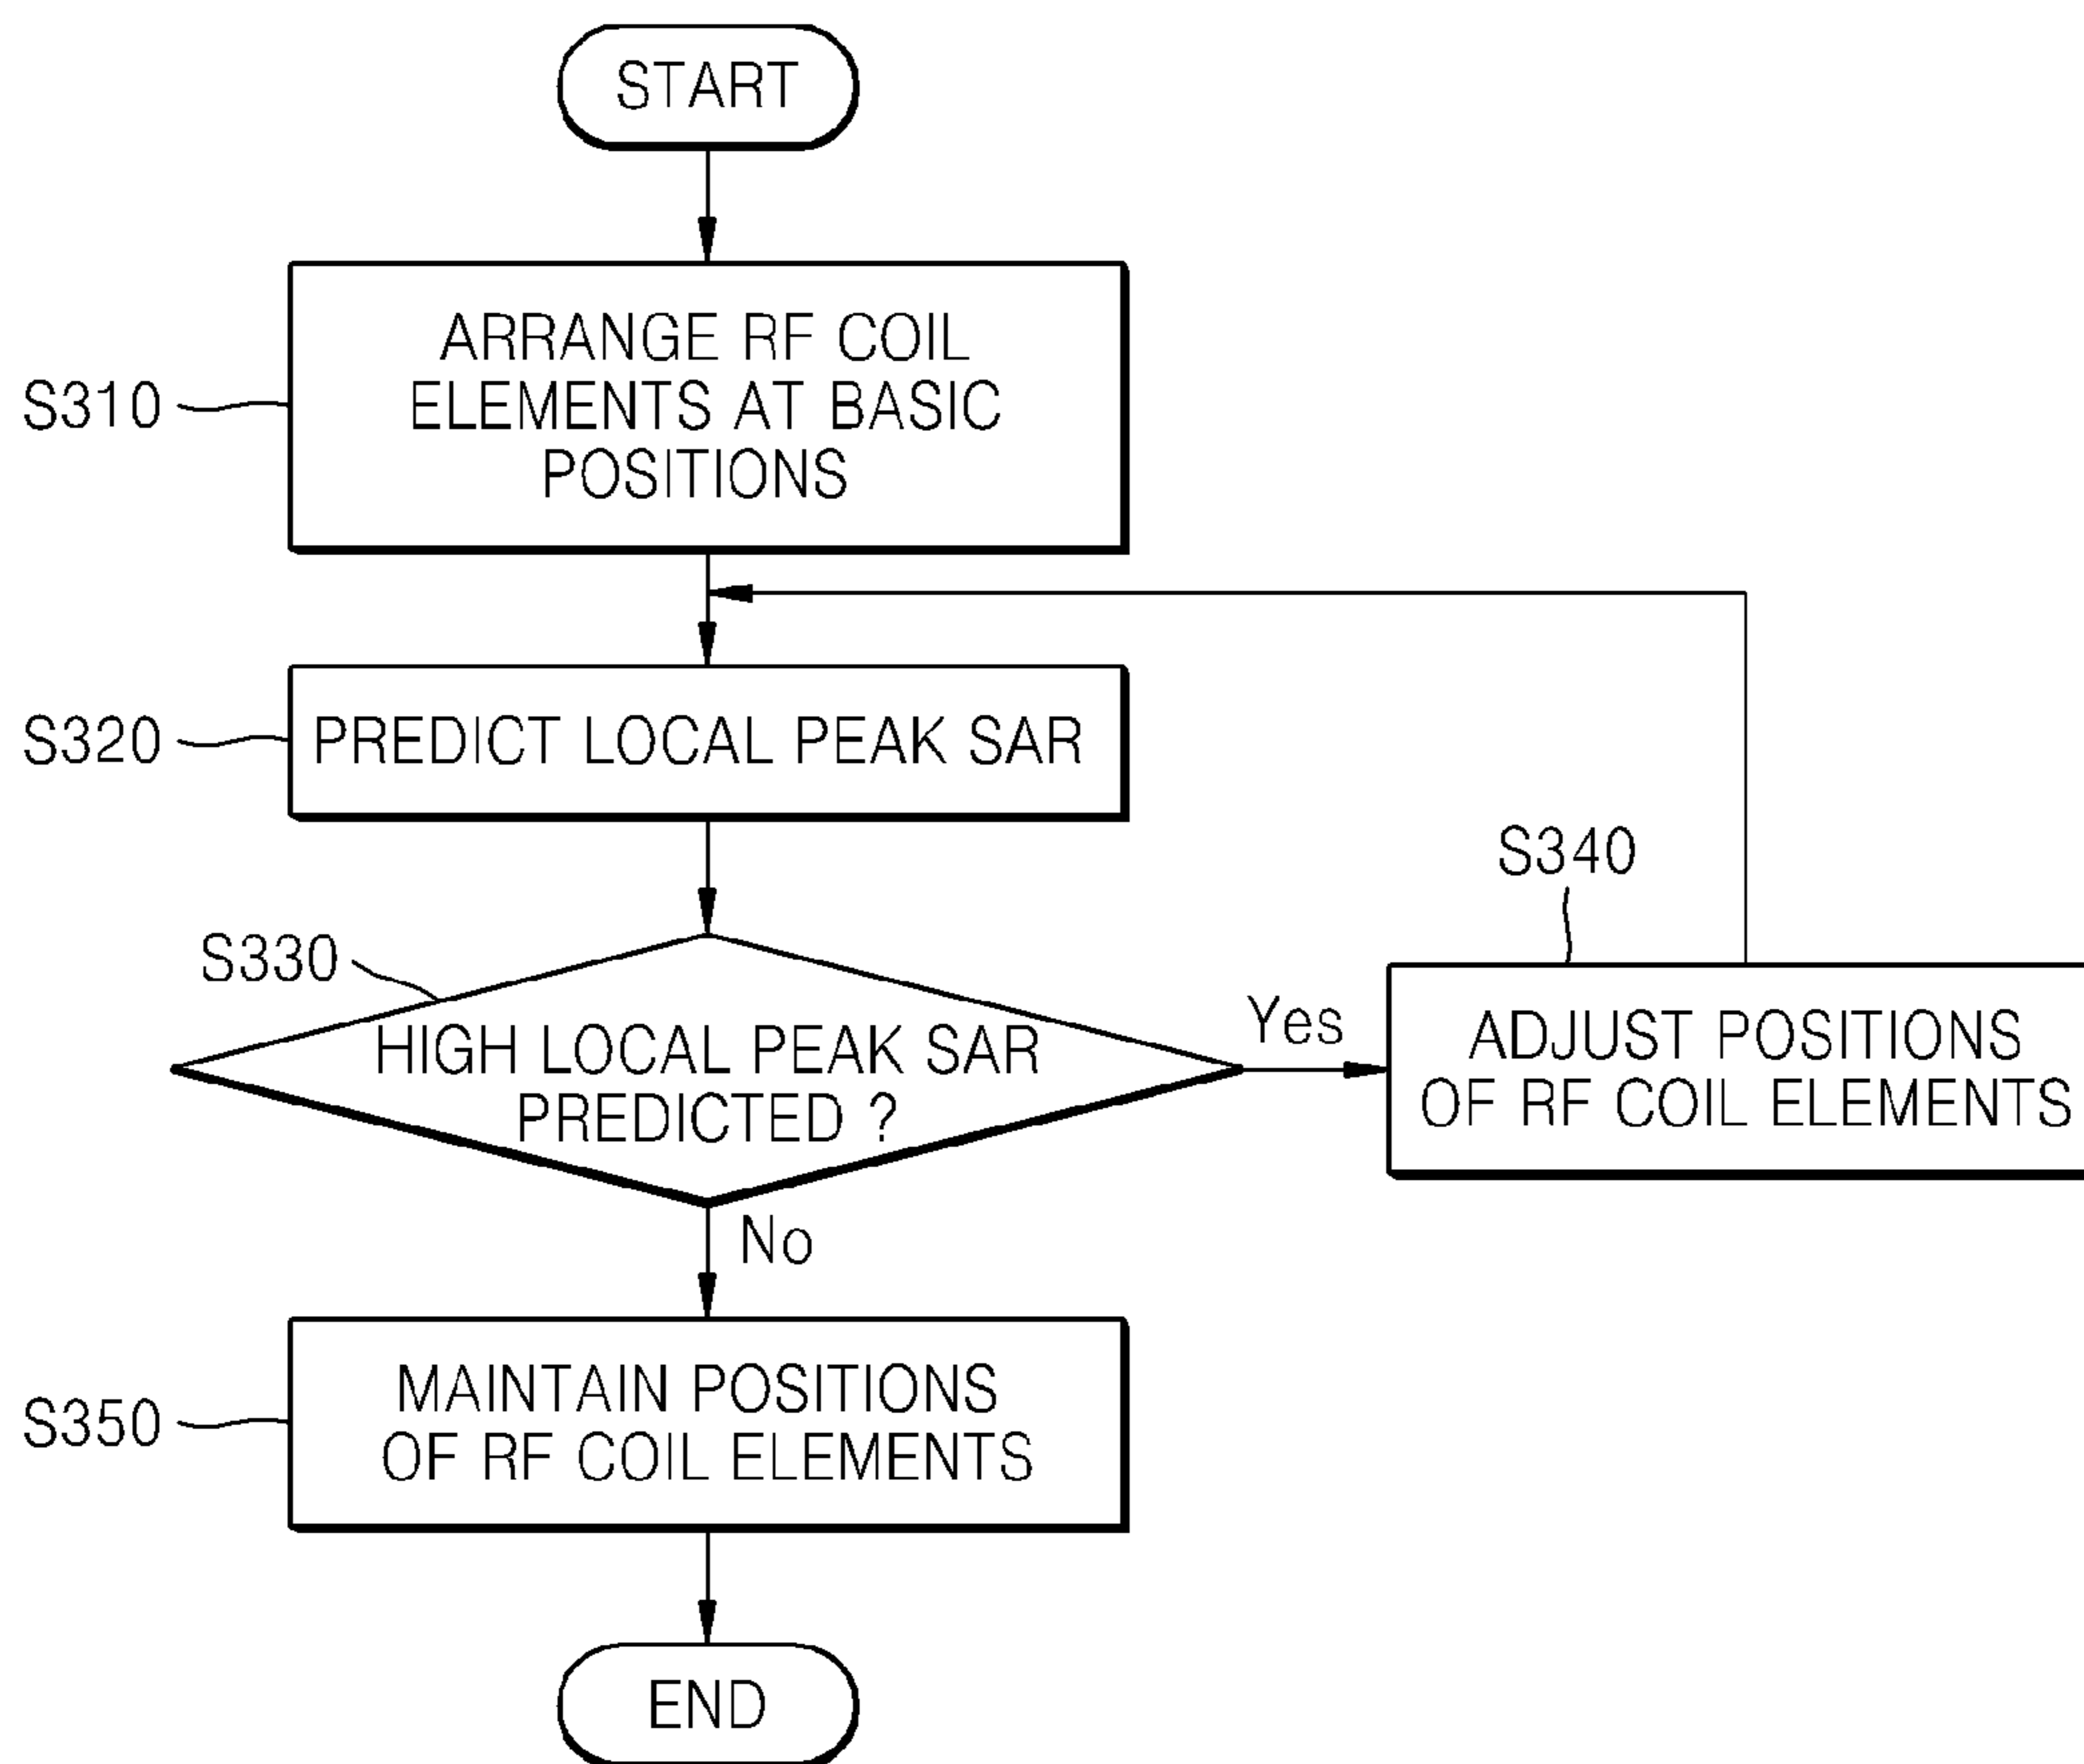 START
S310
ARRANGE RF COIL
ELEMENTS AT BASIC
POSITIONS
S320
PREDICT LOCAL PEAK SAR
S330
HIGH LOCAL PEAK SAR
PREDICTED ?
Yes
S340
ADJUST POSITIONS
OF RF COIL ELEMENTS
No
S350
MAINTAIN POSITIONS
OF RF COIL ELEMENTS
END